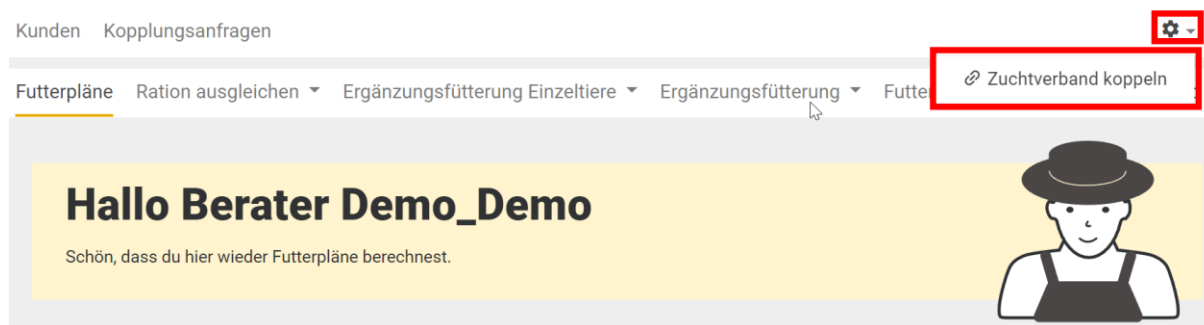 Kunden Kopplungsanfragen
Zuchtverband koppeln
Futterpläne Ration ausgleichen Ergänzungsfütterung Einzeltiere Ergänzungsfütterung
Hallo Berater Demo_Demo
Schön, dass du hier wieder Futterpläne berechnest.